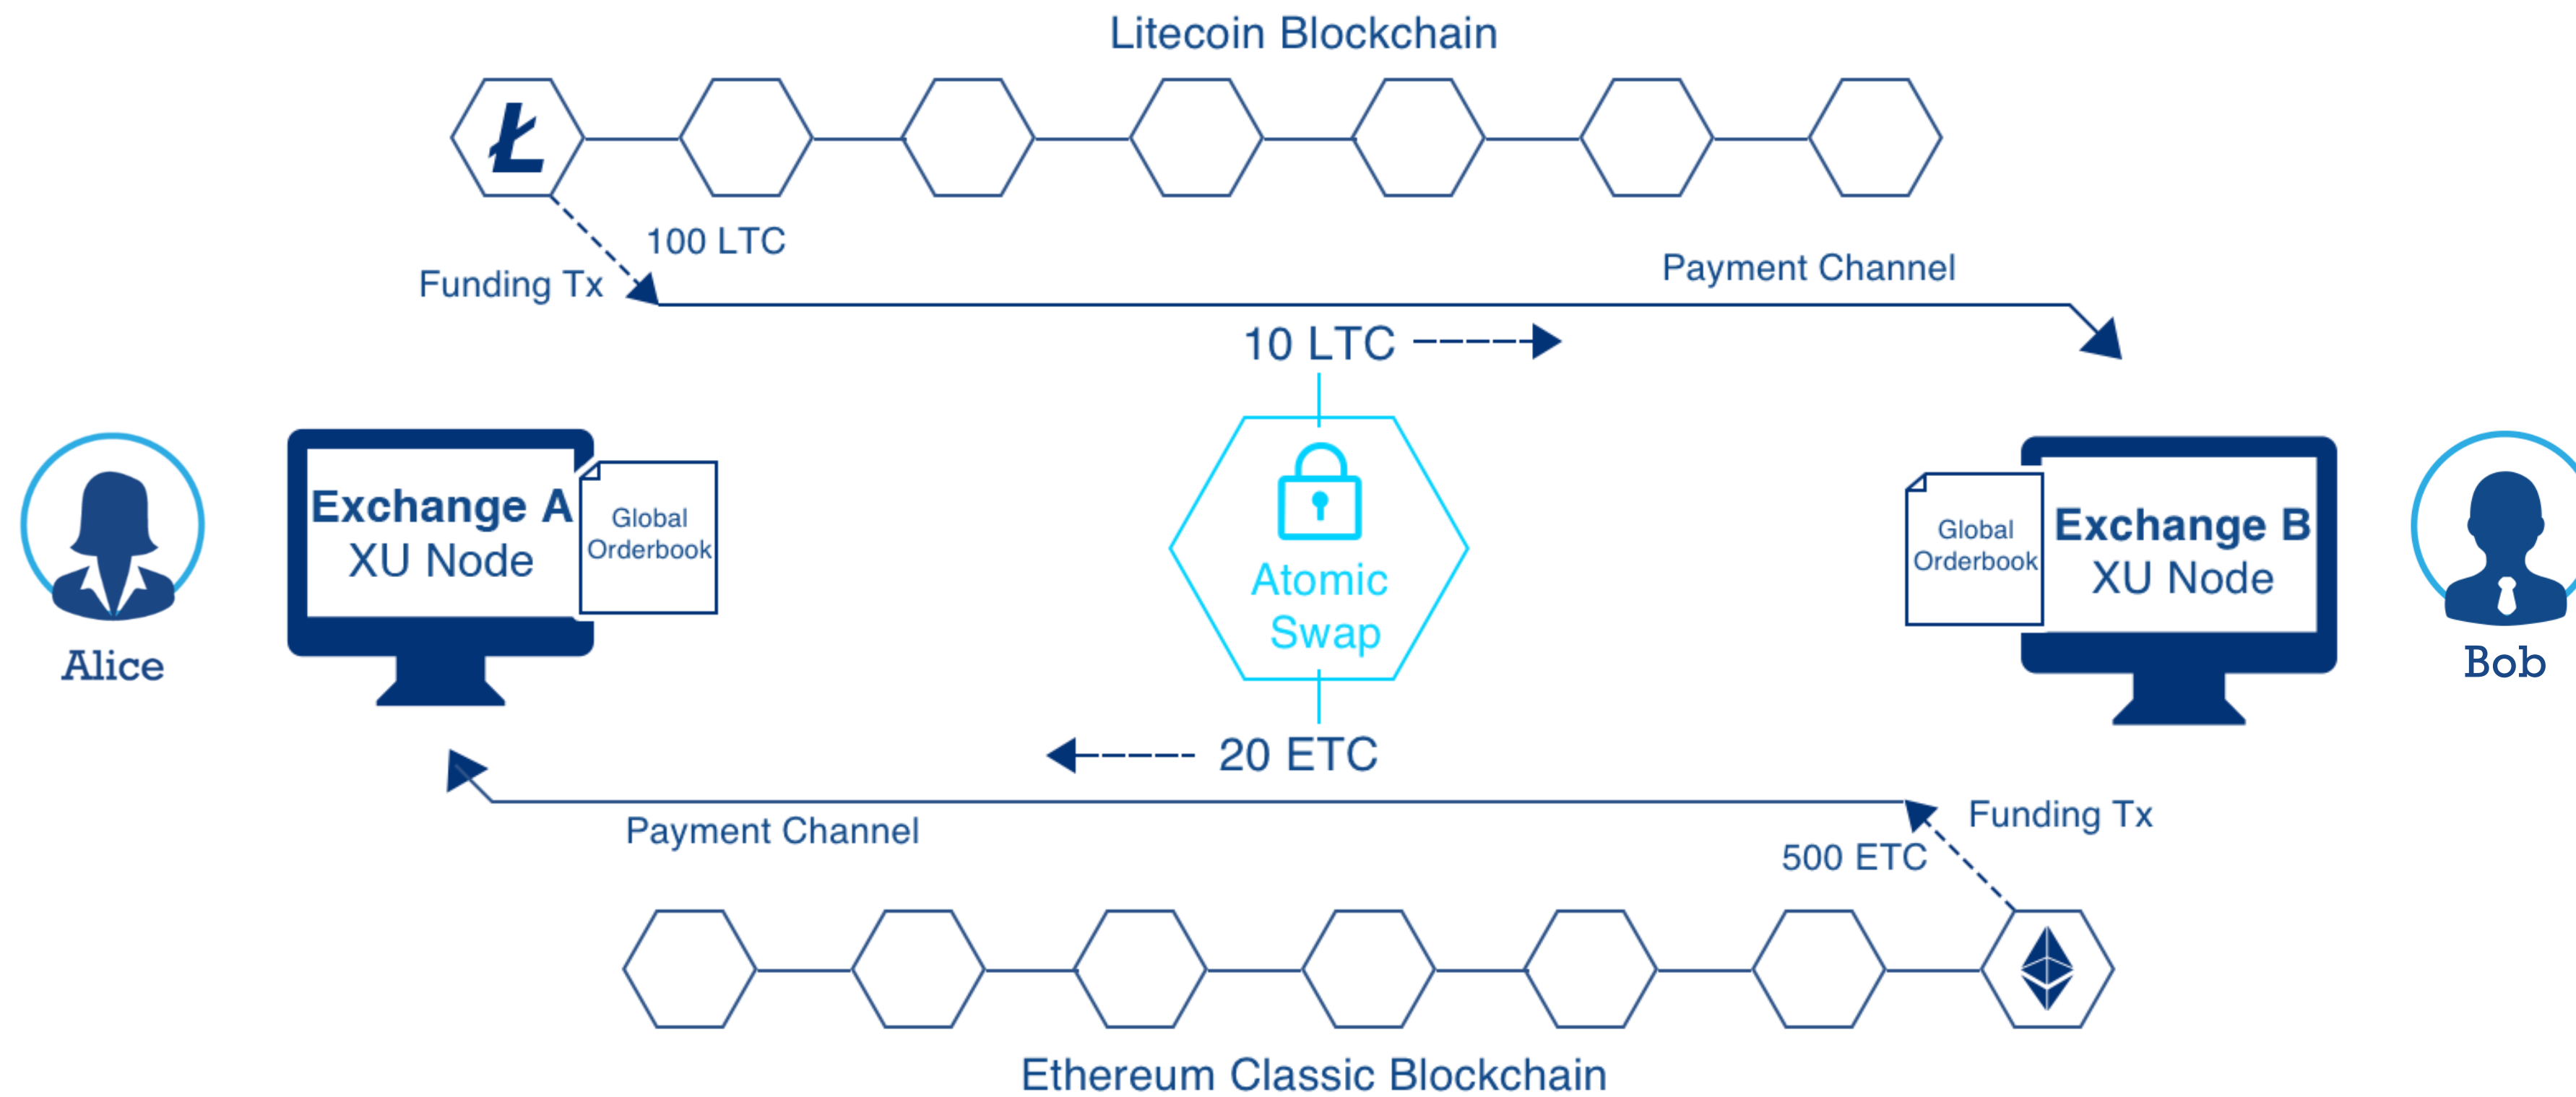 Litecoin Blockchain
100 LTC
Funding Tx
Payment Channel
10 LTC
Exchange A
XU Node
Global
Orderbook
Alice
Atomic
Swap
Global
Orderbook
Exchange B
XU Node
Bob
20 ETC
Payment Channel
Funding Tx
500 ETC
Ethereum Classic Blockchain